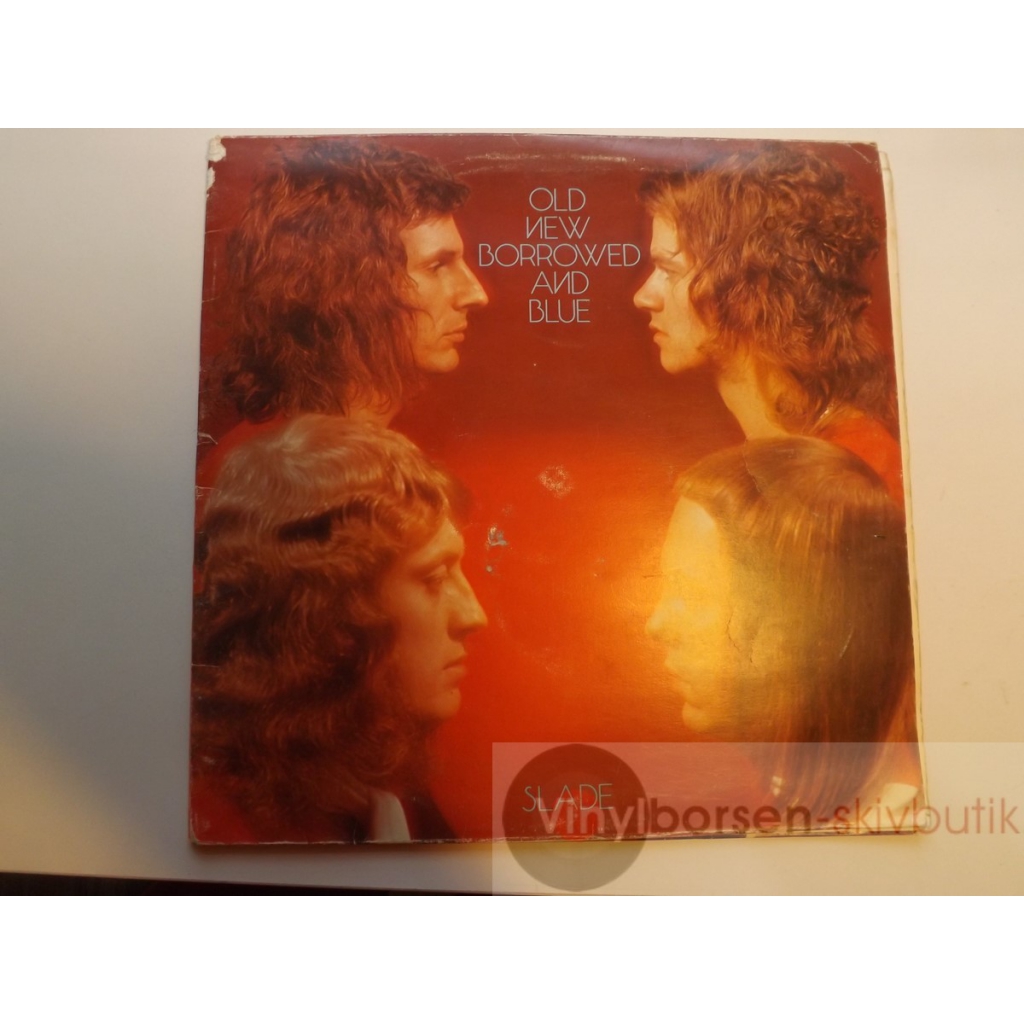 OLD
NEW
BORROWED
AND
BLUE
SLADE
vinylborsen-skivbutik